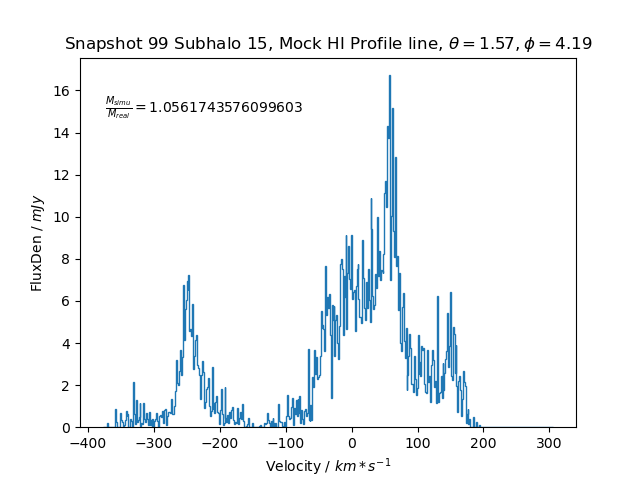 Snapshot 99 Subhalo 15, Mock HI Profile line, θ = 1.57, ϕ = 4.19
M_simu/M_real = 1.0561743576099603
FluxDen / mJy
16
14
12
10
8
6
4
2
0
−400 −300 −200 −100 0 100 200 300
Velocity / km * s⁻¹